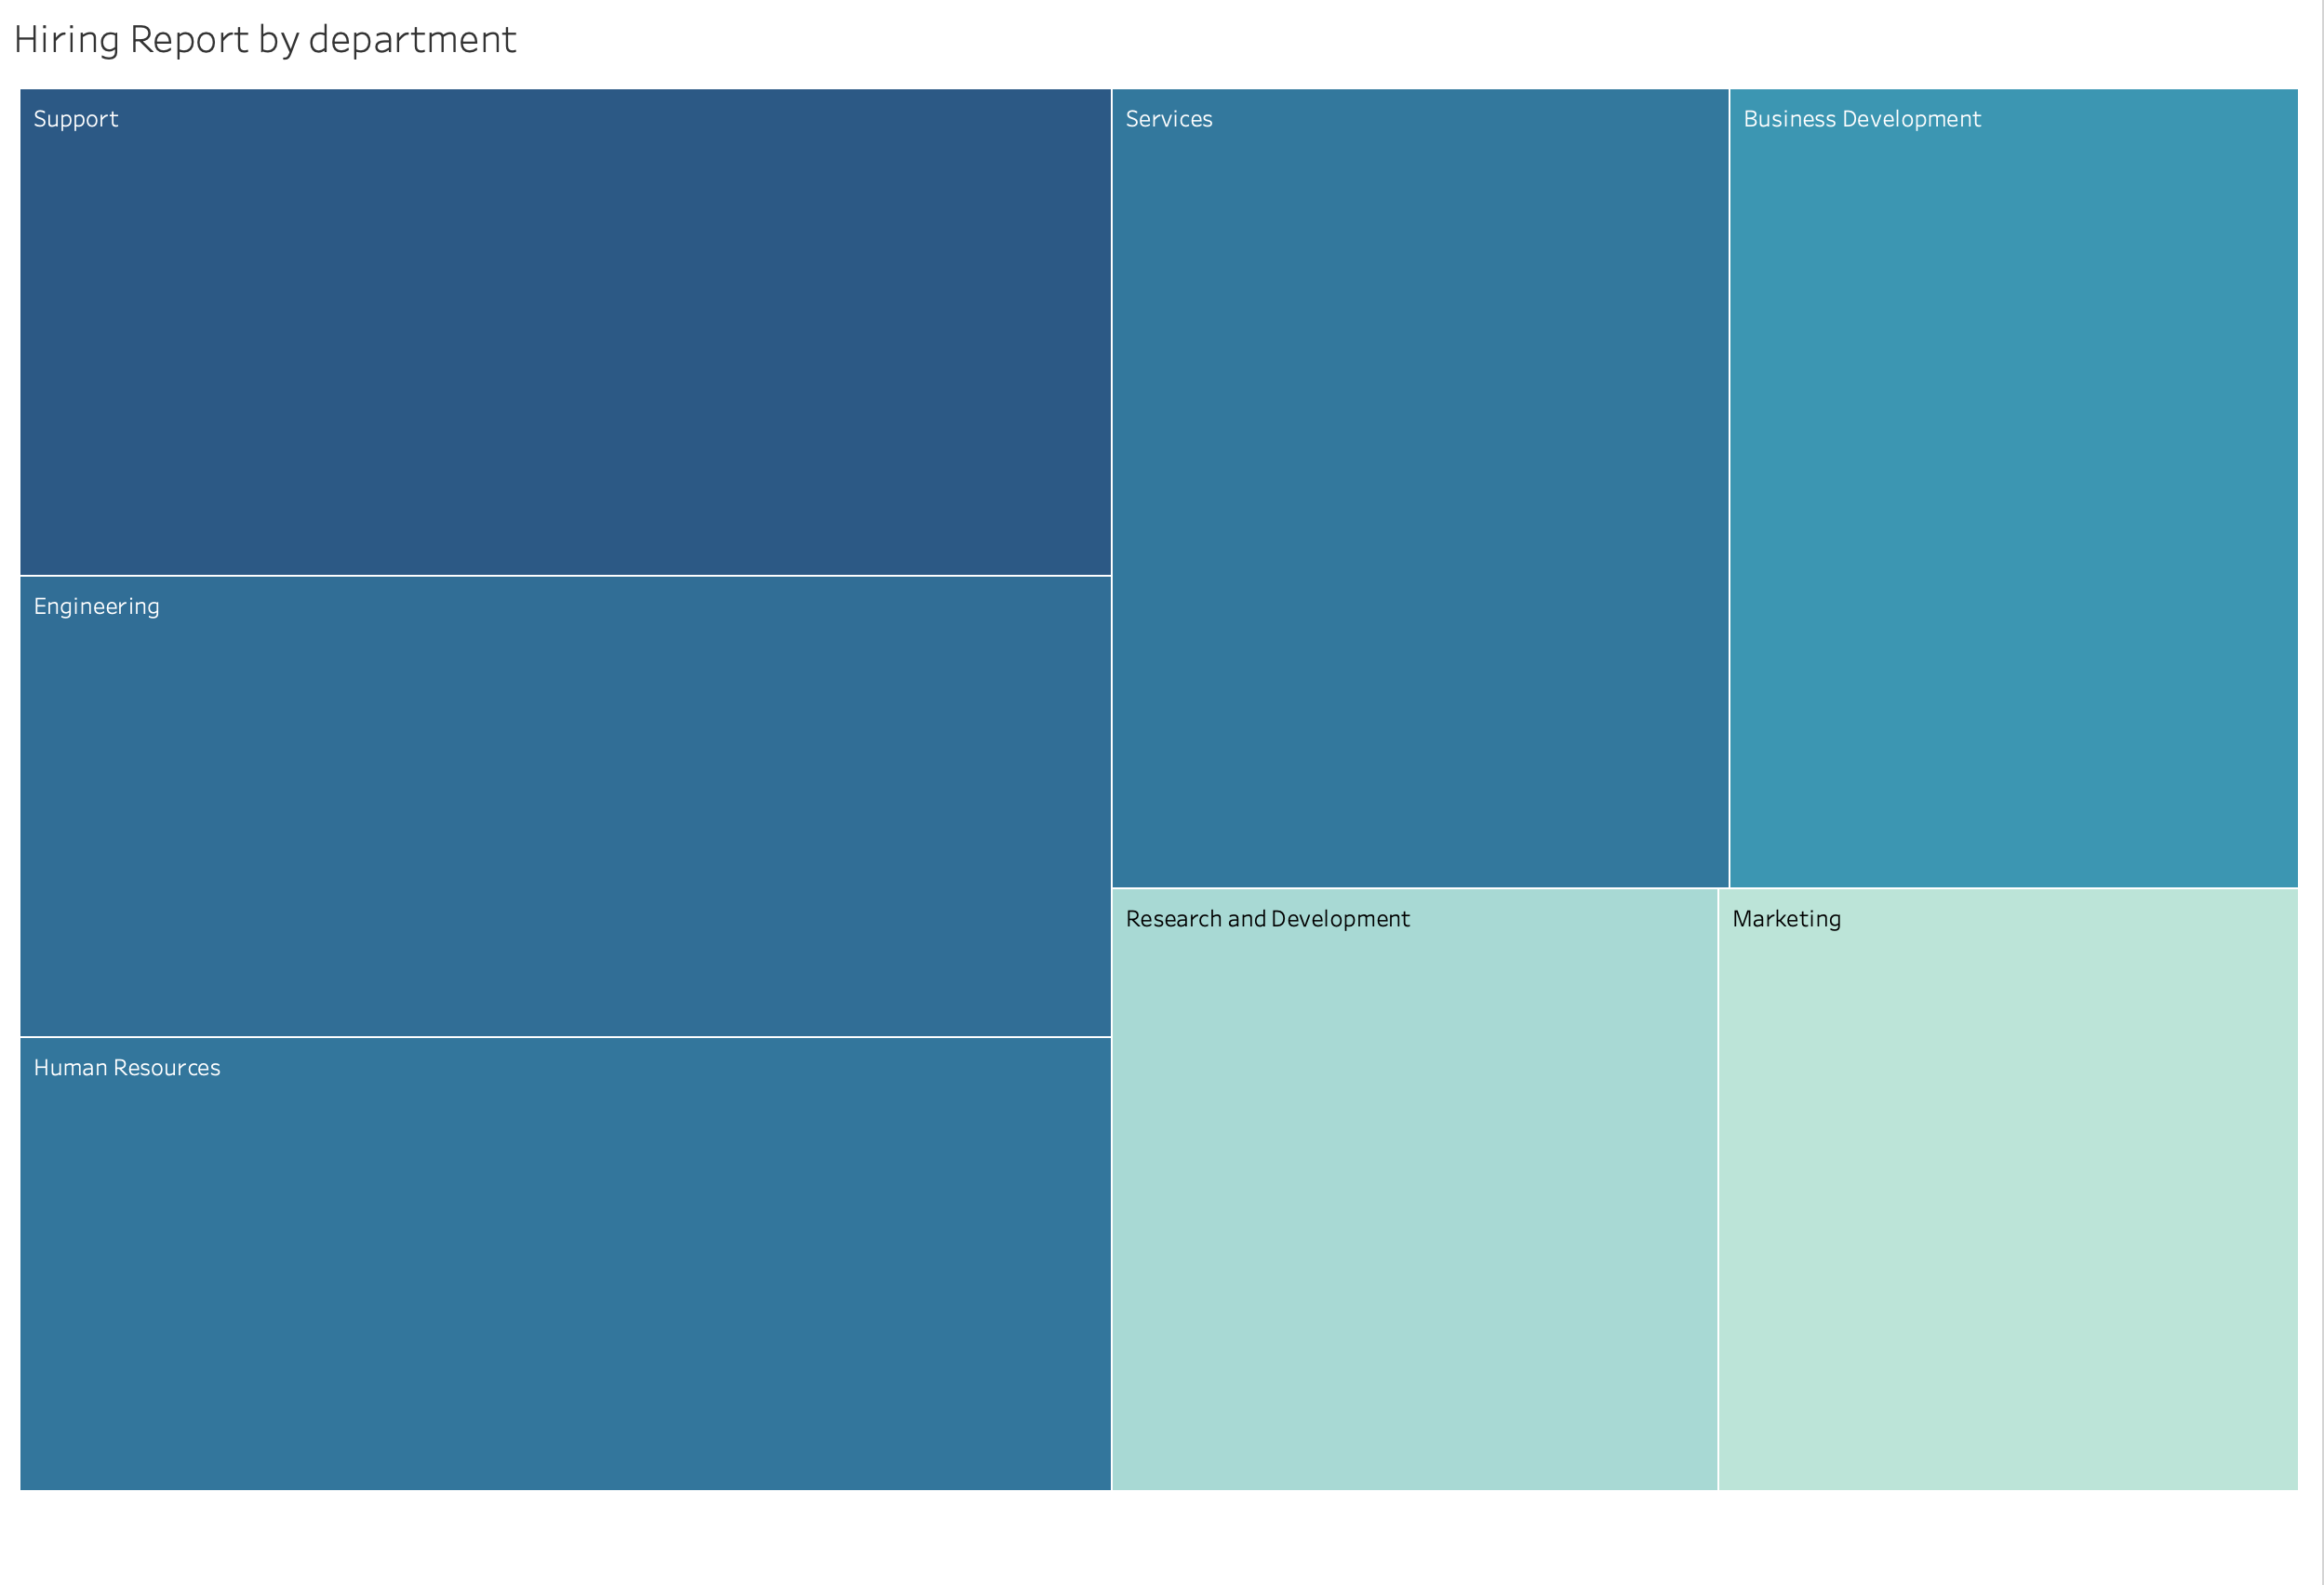 Hiring Report by department
Support
Services
Business Development
Engineering
Research and Development
Marketing
Human Resources